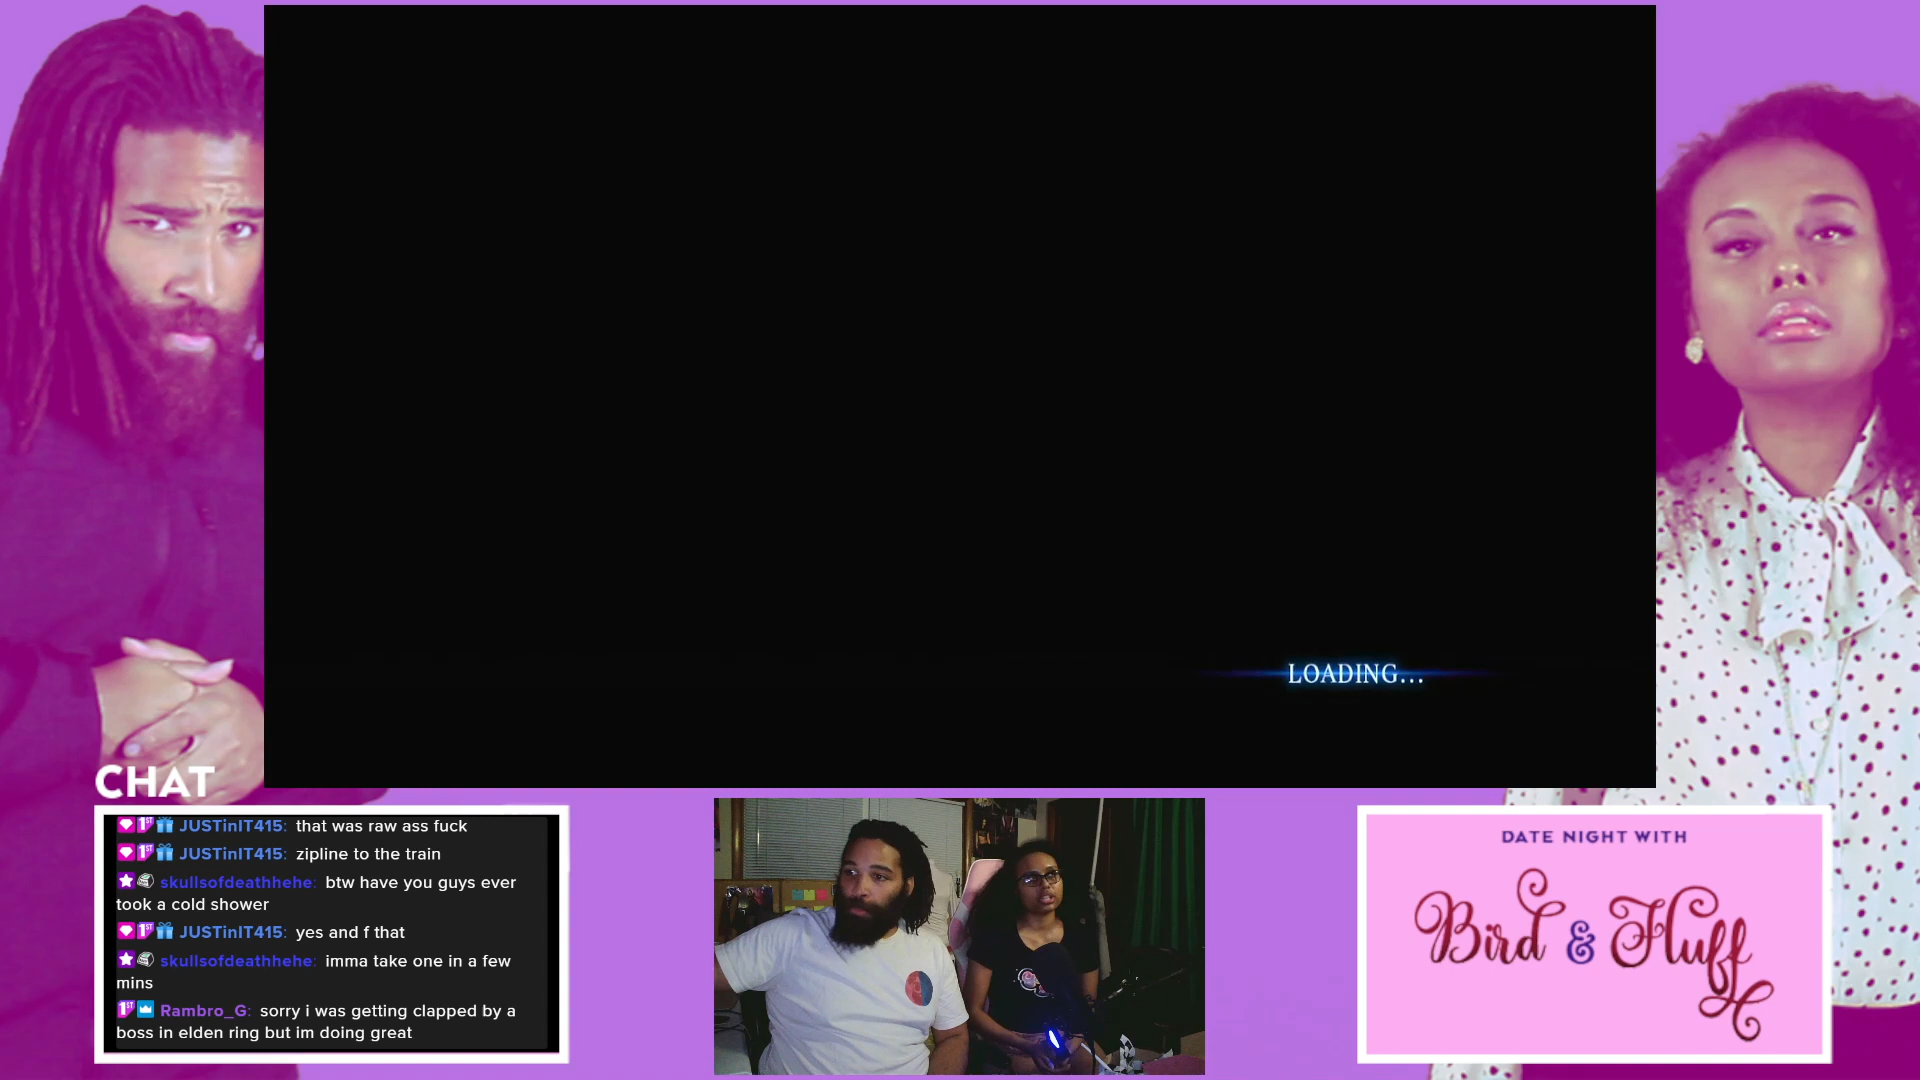 LOADING...
CHAT
JUSTinIT415: that was raw ass fuck
JUSTinIT415: zipline to the train
skullsofdeathhehe: btw have you guys ever
took a cold shower
JUSTinIT415: yes and f that
skullsofdeathhehe: imma take one in a few
mins
Rambro_G: sorry i was getting clapped by a
boss in elden ring but im doing great
DATE NIGHT WITH
Bird & Fluff